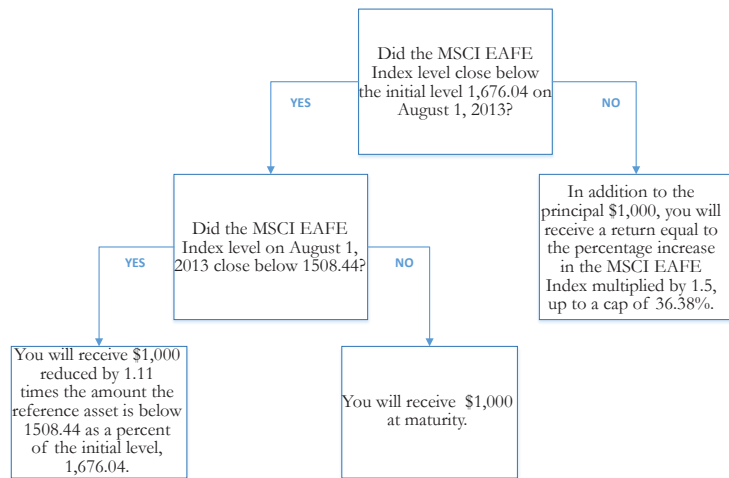 Did the MSCI EAFE
Index level close below
the initial level 1,676.04 on
August 1, 2013?
YES
NO
Did the MSCI EAFE
Index level on August 1,
2013 close below 1508.44?
In addition to the
principal $1,000, you will
receive a return equal to
the percentage increase
in the MSCI EAFE
Index multiplied by 1.5,
up to a cap of 36.38%.
YES
NO
You will receive $1,000
reduced by 1.11
times the amount the
reference asset is below
1508.44 as a percent
of the initial level,
1,676.04.
You will receive $1,000
at maturity.